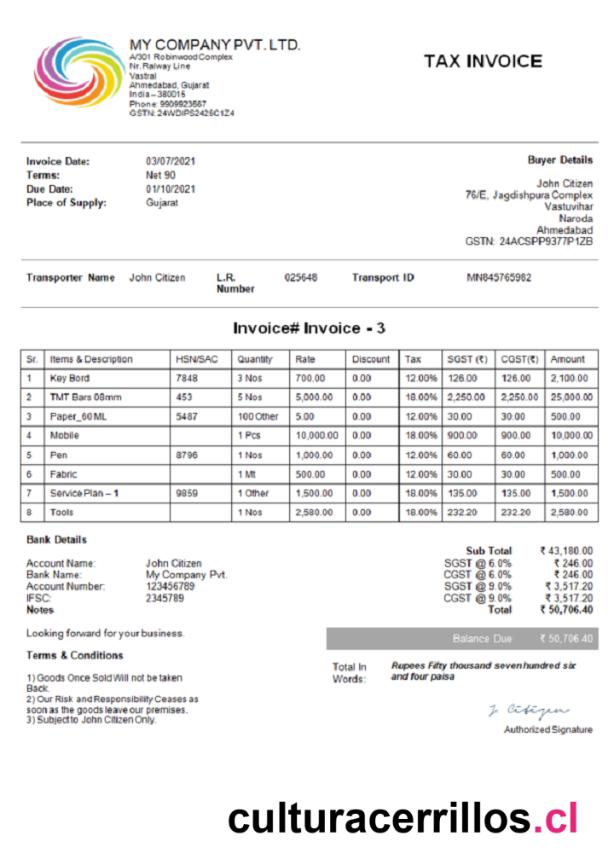 MY COMPANY PVT. LTD.
A/301 Robinwood Complex
Nr. Ralway Line
Vastral
Ahmedabad, Gujarat
India – 380015
Phone: 9909923567
GSTN: 24WDIPS2425C1Z4
TAX INVOICE
Invoice Date: 03/07/2021
Terms: Net 90
Due Date: 01/10/2021
Place of Supply: Gujarat
Buyer Details
John Citizen
76/E, Jagdishpura Complex
Vastuvihar
Naroda
Ahmedabad
GSTN: 24ACSPP9377P1ZB
Transporter Name John Citizen L.R. Number 025648 Transport ID MN845765982
Invoice# Invoice - 3
Sr. Items & Description HSN/SAC Quantity Rate Discount Tax SGST (₹) CGST(₹) Amount
1 Key Bord 7848 3 Nos 700.00 0.00 12.00% 126.00 126.00 2,100.00
2 TMT Bars 08mm 453 5 Nos 5,000.00 0.00 18.00% 2,250.00 2,250.00 25,000.00
3 Paper_60ML 5487 100 Other 5.00 0.00 12.00% 30.00 30.00 500.00
4 Mobile 1 Pcs 10,000.00 0.00 18.00% 900.00 900.00 10,000.00
5 Pen 8796 1 Nos 1,000.00 0.00 12.00% 60.00 60.00 1,000.00
6 Fabric 1 Mt 500.00 0.00 12.00% 30.00 30.00 500.00
7 Service Plan – 1 9859 1 Other 1,500.00 0.00 18.00% 135.00 135.00 1,500.00
8 Tools 1 Nos 2,580.00 0.00 18.00% 232.20 232.20 2,580.00
Bank Details
Account Name: John Citizen
Bank Name: My Company Pvt.
Account Number: 123456789
IFSC: 2345789
Notes
Looking forward for your business.
Terms & Conditions
1) Goods Once Sold Will not be taken
Back.
2) Our Risk and Responsibility Ceases as
soon as the goods leave our premises.
3) Subject to John Citizen Only.
Sub Total ₹ 43,180.00
SGST @ 6.0% ₹ 246.00
CGST @ 6.0% ₹ 246.00
SGST @ 9.0% ₹ 3,517.20
CGST @ 9.0% ₹ 3,517.20
Total ₹ 50,706.40
Balance Due ₹ 50,706.40
Total In Words: Rupees Fifty thousand seven hundred six
and four paisa
J. Citizen
Authorized Signature
culturacerrillos.cl